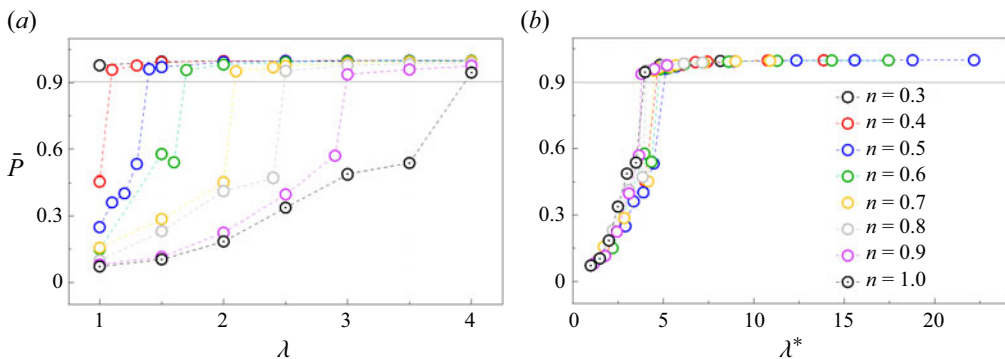 (a)
(b)
P̄
0.9
0.6
0.3
0
1
2
3
4
λ
0.9
0.6
0.3
0
0
5
10
15
20
λ*
n = 0.3
n = 0.4
n = 0.5
n = 0.6
n = 0.7
n = 0.8
n = 0.9
n = 1.0